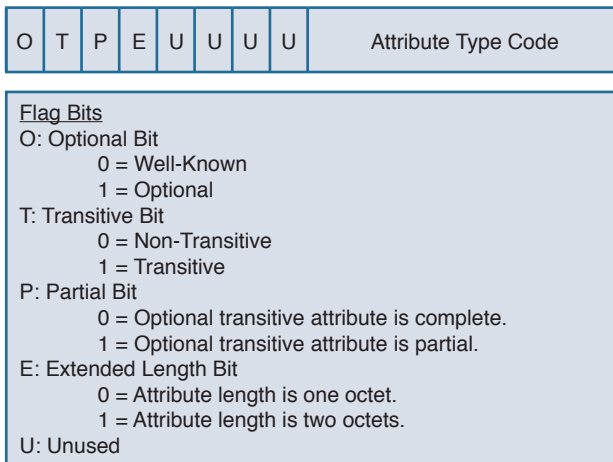 O T P E U U U U Attribute Type Code
Flag Bits
O: Optional Bit
0 = Well-Known
1 = Optional
T: Transitive Bit
0 = Non-Transitive
1 = Transitive
P: Partial Bit
0 = Optional transitive attribute is complete.
1 = Optional transitive attribute is partial.
E: Extended Length Bit
0 = Attribute length is one octet.
1 = Attribute length is two octets.
U: Unused